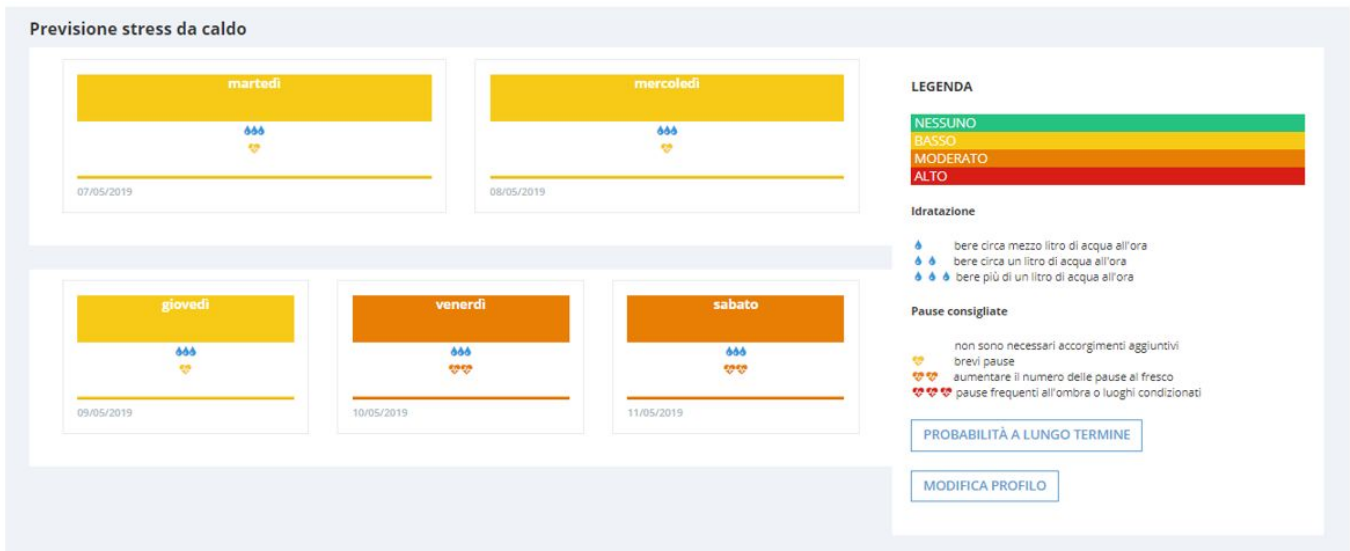 Previsione stress da caldo
martedì
07/05/2019
mercoledì
08/05/2019
giovedì
09/05/2019
venerdì
10/05/2019
sabato
11/05/2019
LEGENDA
NESSUNO
BASSO
MODERATO
ALTO
Idratazione
bere circa mezzo litro di acqua all'ora
bere circa un litro di acqua all'ora
bere più di un litro di acqua all'ora
Pause consigliate
non sono necessari accorgimenti aggiuntivi
brevi pause
aumentare il numero delle pause al fresco
pause frequenti all'ombra o luoghi condizionati
PROBABILITÀ A LUNGO TERMINE
MODIFICA PROFILO